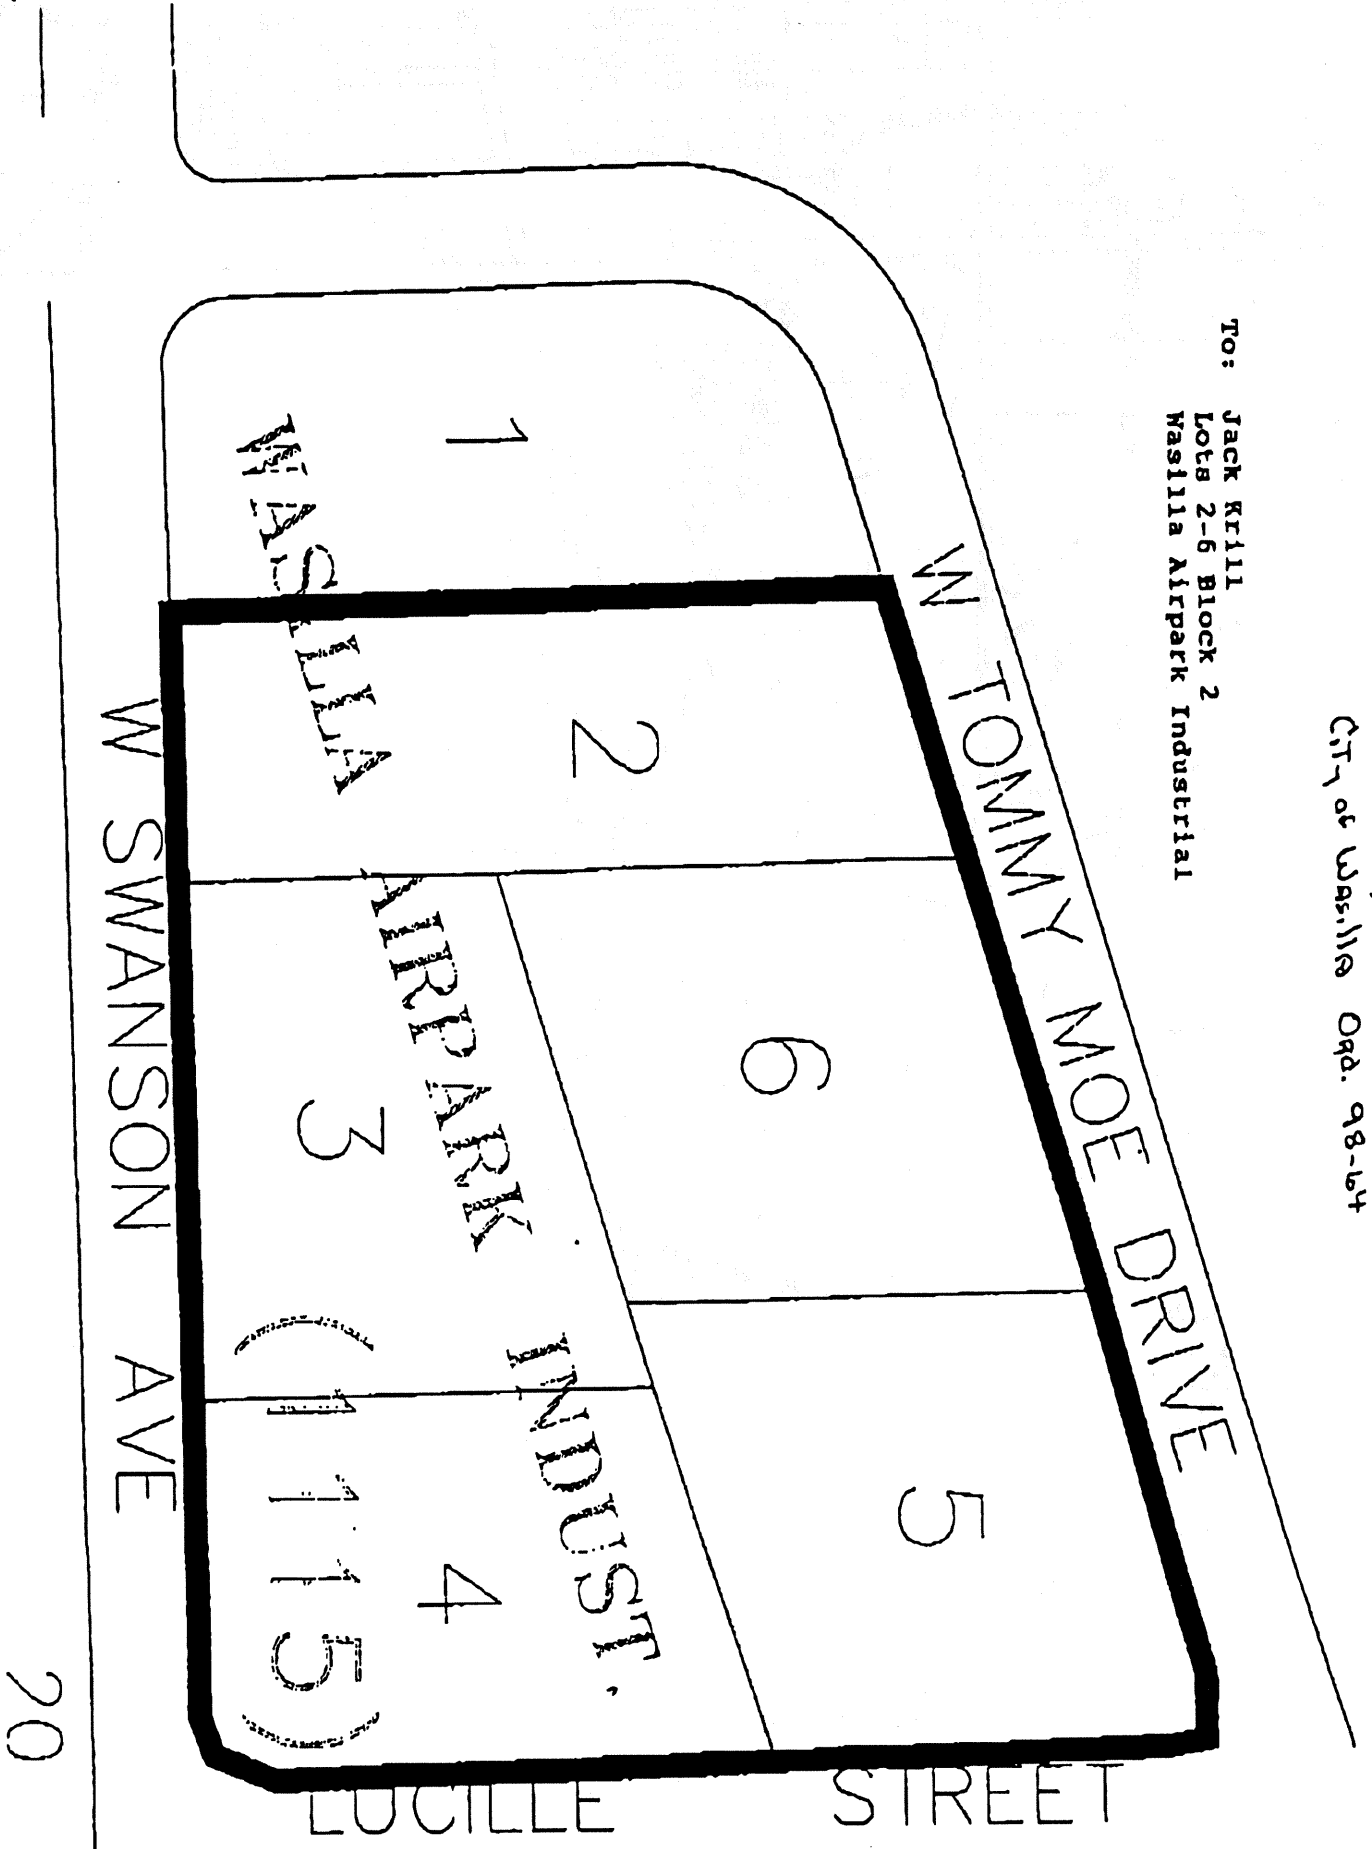 City of Wasilla Ord. 98-64
To: Jack Krill
Lots 2-6 Block 2
Wasilla Airpark Industrial
W TOMMY MOE DRIVE
1
2
6
5
3
4
WASILLA AIRPARK INDUST.
(1115)
W SWANSON AVE
LUCILLE STREET
20